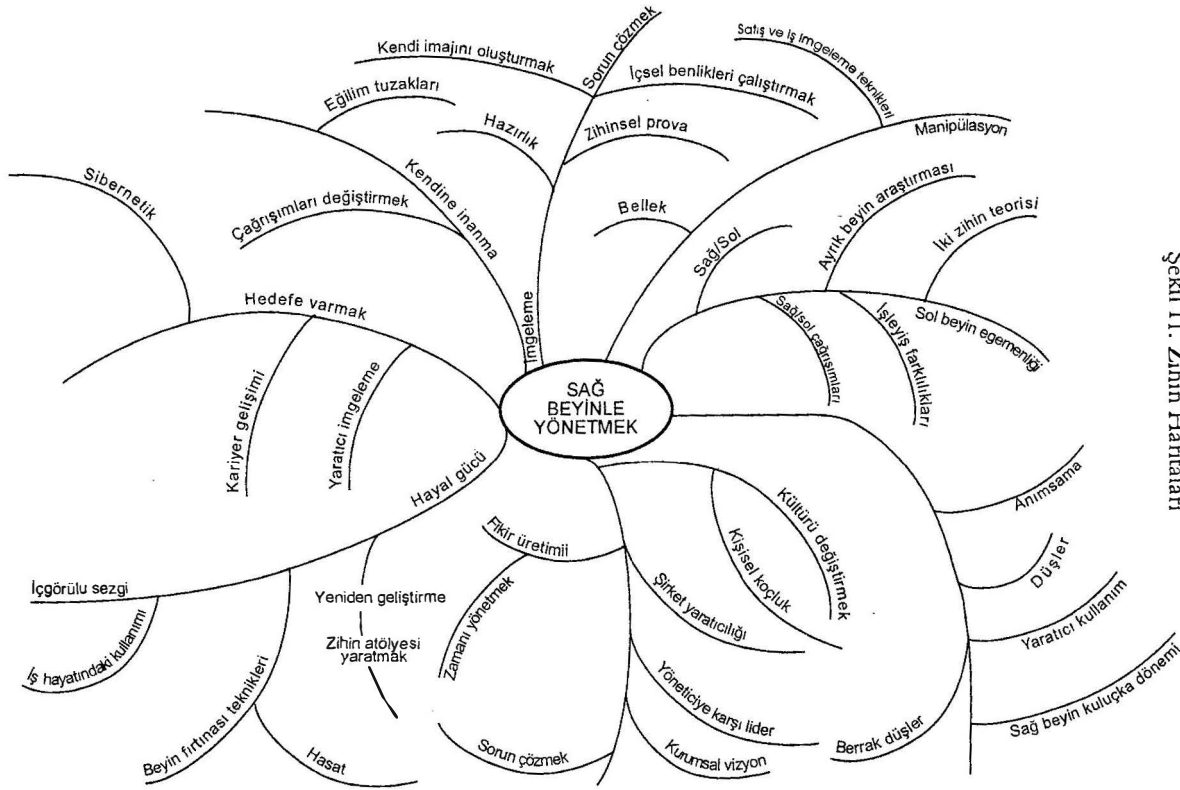 Sorun çözmek
Kendi imajını oluşturmak
Satış ve iş imgeleme teknikleri
İçsel benlikleri çalıştırmak
Eğilim tuzakları
Hazırlık
Zihinsel prova
Manipülasyon
Sibernetik
Çağrışımları değiştirmek
Kendine inanma
Bellek
Sağ/Sol
Ayrık beyin araştırması
İki zihin teorisi
Hedefe varmak
İmgeleme
Sağ/sol çağrışımları
İşleyiş farklılıkları
Sol beyin egemenliği
Kariyer gelişimi
Yaratıcı imgeleme
SAĞ
BEYİNLE
YÖNETMEK
Hayal gücü
Fikir üretimii
Kültürü değiştirmek
Kişisel koçluk
Anımsama
Düşler
İçgörülu sezgi
İş hayatındaki kullanımı
Yeniden geliştirme
Zihin atölyesi
yaratmak
Zamanı yönetmek
Şirket yaratıcılığı
Yaratıcı kullanım
Sağ beyin kuluçka dönemi
Beyin fırtınası teknikleri
Hasat
Sorun çözmek
Yöneticiye karşı lider
Kurumsal vizyon
Berrak düşler
Şekil 11. Zihin Haritaları